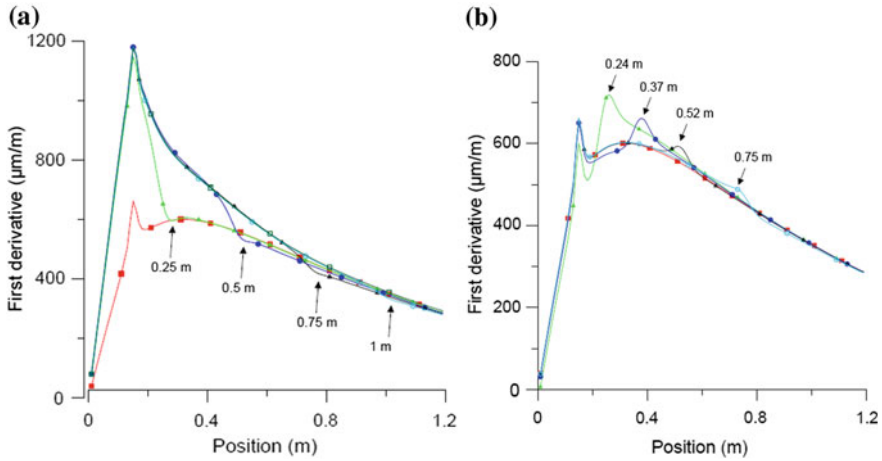 (a)
1200
800
400
0
First derivative (µm/m)
0.25 m
0.5 m
0.75 m
1 m
0
0.4
0.8
1.2
Position (m)
(b)
800
600
400
200
0
First derivative (µm/m)
0.24 m
0.37 m
0.52 m
0.75 m
0
0.4
0.8
1.2
Position (m)